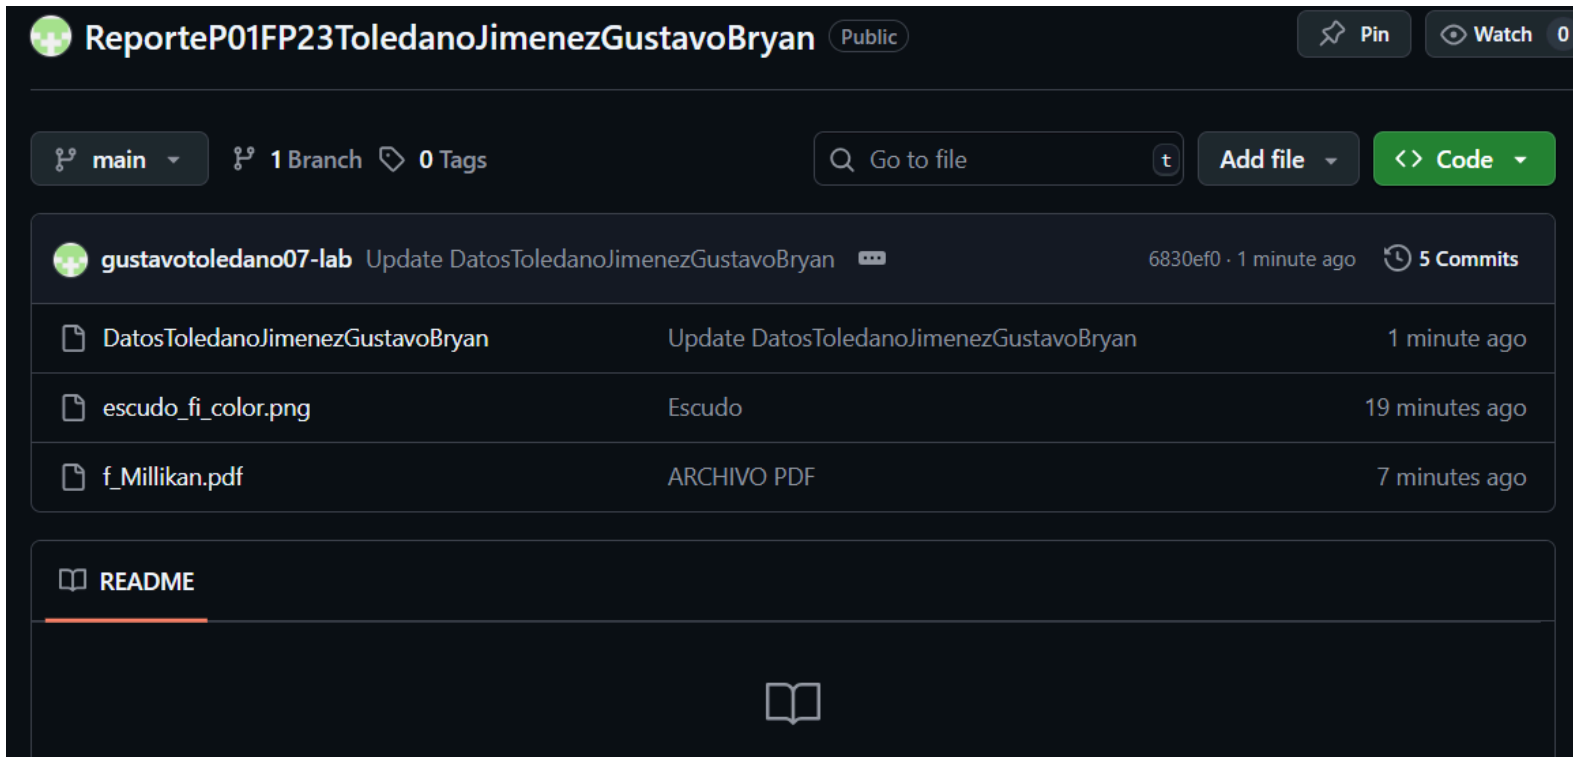 ReporteP01FP23ToledanoJimenezGustavoBryan Public Pin Watch 0
main 1 Branch 0 Tags Go to file t Add file Code
gustavotoledano07-lab Update DatosToledanoJimenezGustavoBryan 6830ef0 · 1 minute ago 5 Commits
DatosToledanoJimenezGustavoBryan Update DatosToledanoJimenezGustavoBryan 1 minute ago
escudo_fi_color.png Escudo 19 minutes ago
f_Millikan.pdf ARCHIVO PDF 7 minutes ago
README